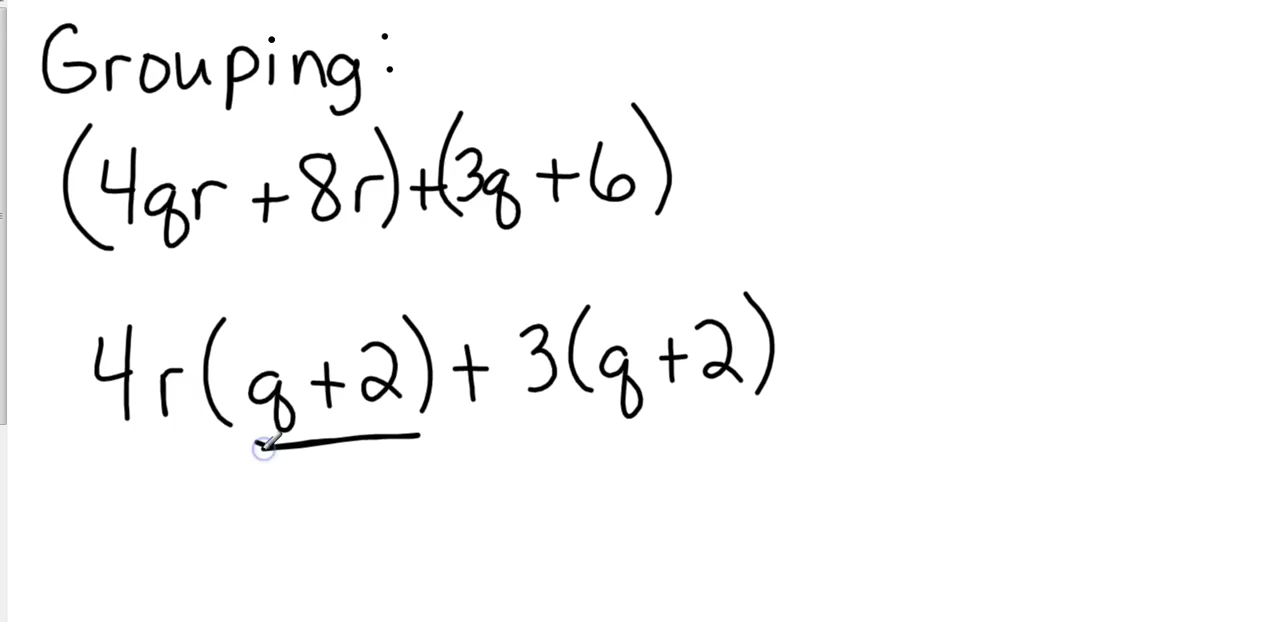 Grouping:
(4qr + 8r)+(3q + 6)
4r(q+2) + 3(q+2)